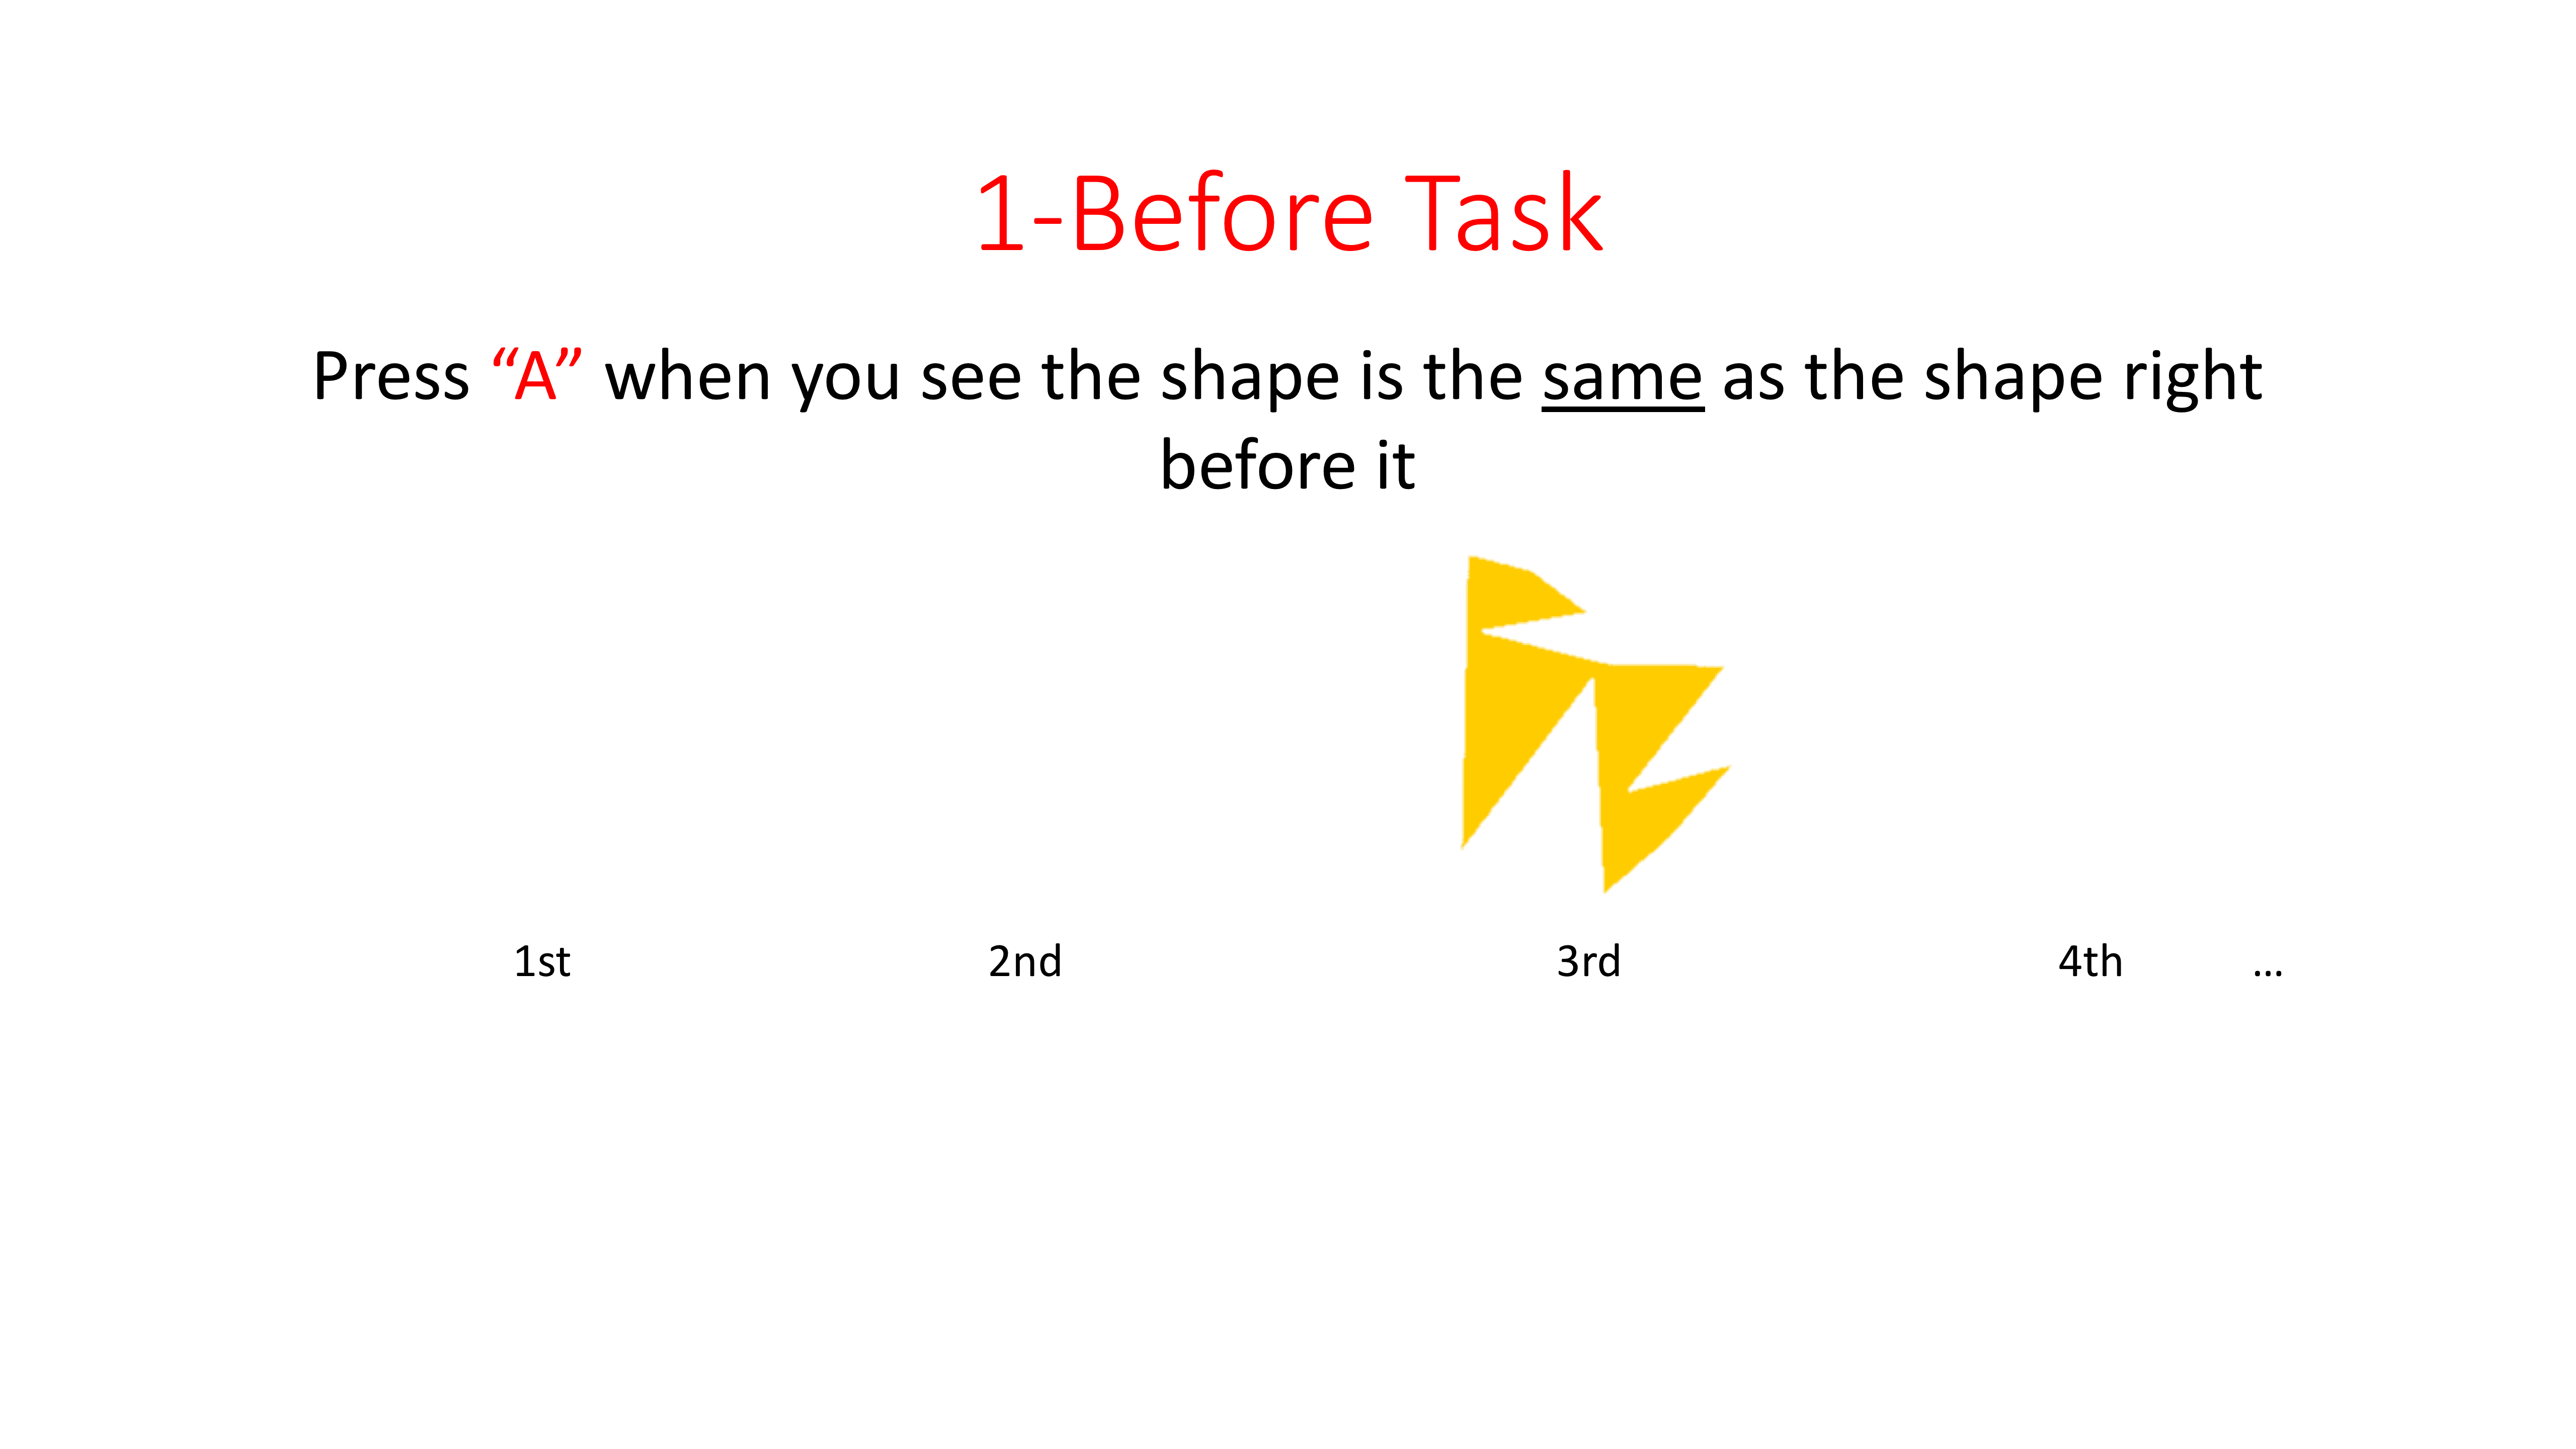 1-Before Task
Press “A” when you see the shape is the same as the shape right
before it
1st 2nd 3rd 4th ...